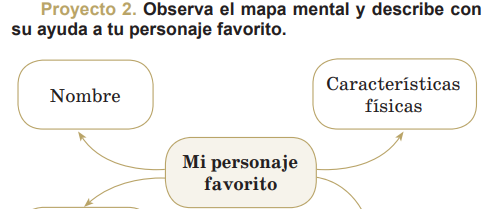 Proyecto 2. Observa el mapa mental y describe con
su ayuda a tu personaje favorito.
Nombre
Características
físicas
Mi personaje
favorito